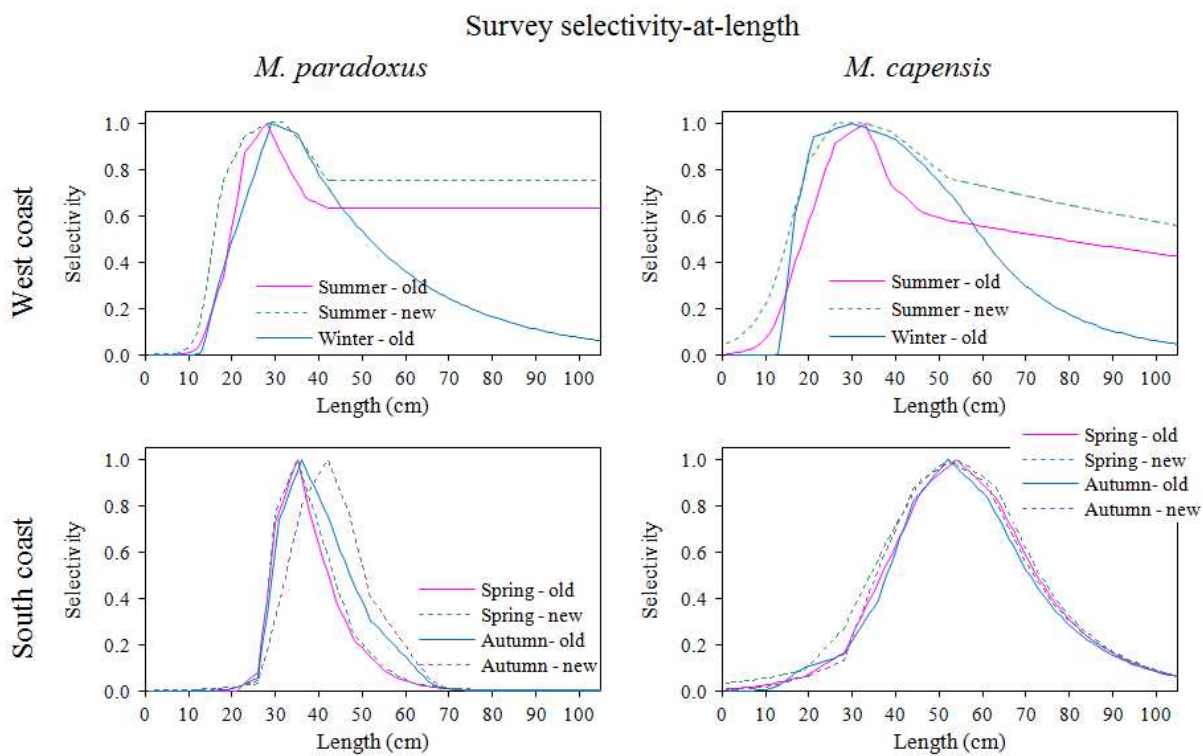 Survey selectivity-at-length
M. paradoxus
M. capensis
West coast
Selectivity
1.0
0.8
0.6
0.4
0.2
0.0
Summer - old
Summer - new
Winter - old
0 10 20 30 40 50 60 70 80 90 100
Length (cm)
Selectivity
1.0
0.8
0.6
0.4
0.2
0.0
Summer - old
Summer - new
Winter - old
0 10 20 30 40 50 60 70 80 90 100
Length (cm)
South coast
Selectivity
1.0
0.8
0.6
0.4
0.2
0.0
Spring - old
Spring - new
Autumn- old
Autumn - new
0 10 20 30 40 50 60 70 80 90 100
Length (cm)
Selectivity
1.0
0.8
0.6
0.4
0.2
0.0
Spring - old
Spring - new
Autumn- old
Autumn - new
0 10 20 30 40 50 60 70 80 90 100
Length (cm)